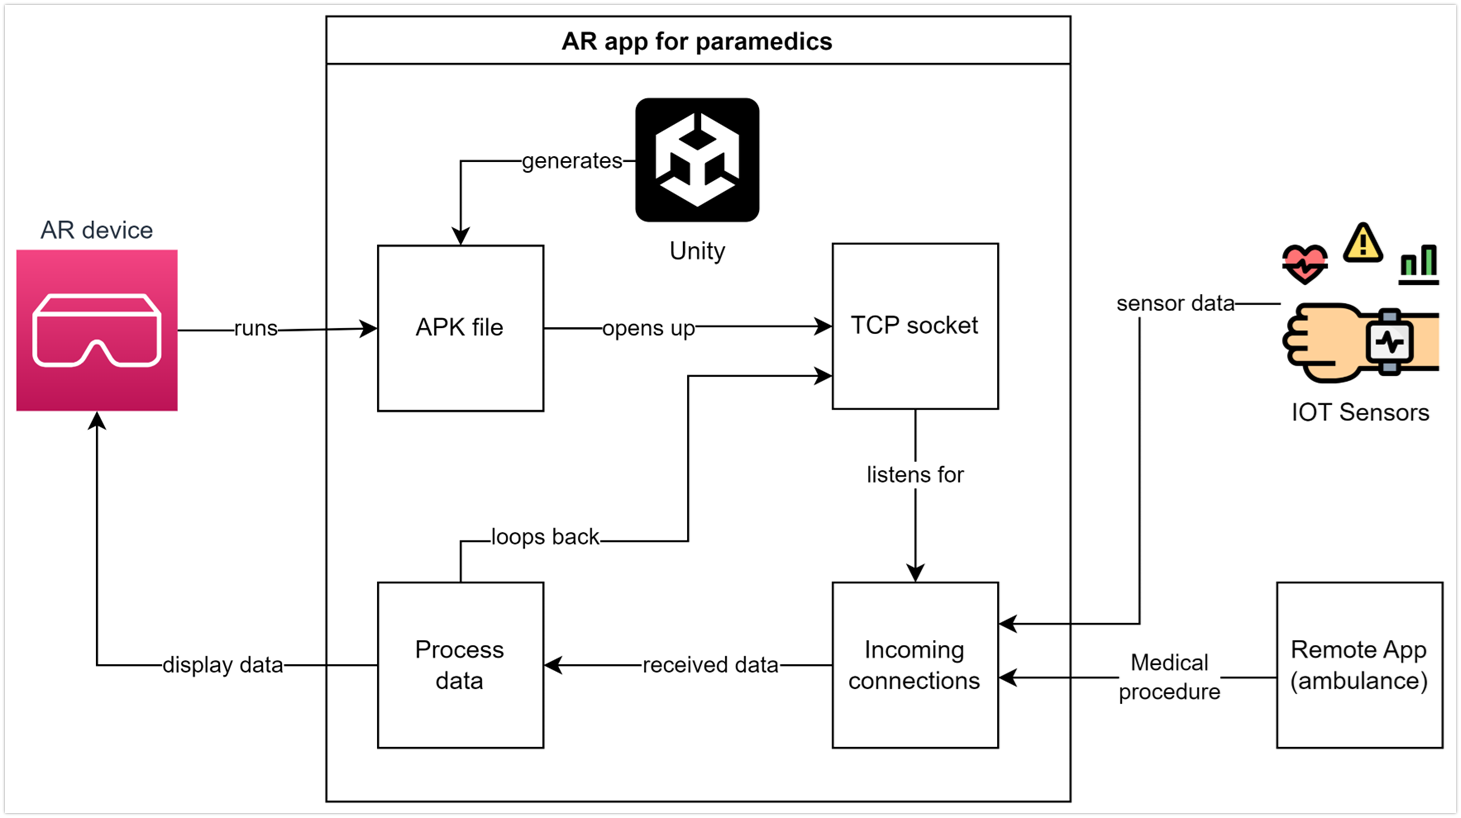 AR app for paramedics
generates
Unity
AR device
runs
APK file
opens up
TCP socket
sensor data
IOT Sensors
listens for
loops back
Process
data
display data
received data
Incoming
connections
Medical
procedure
Remote App
(ambulance)